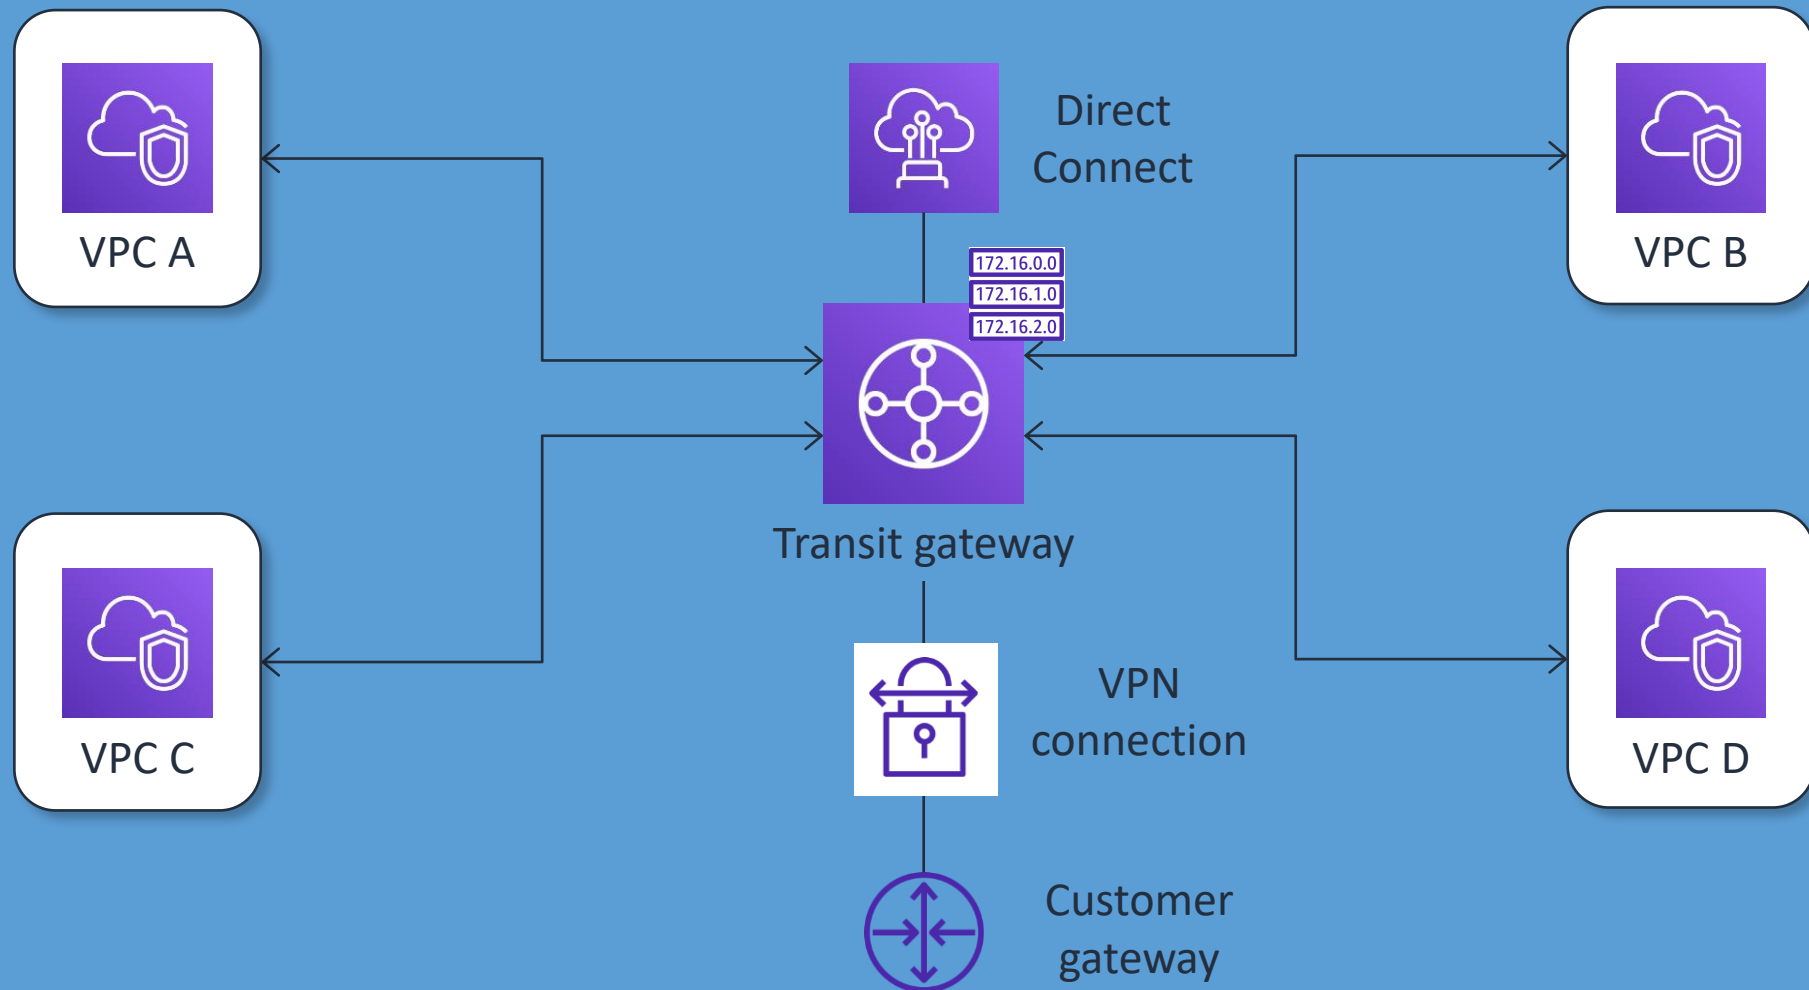 VPC A
Direct
Connect
VPC B
172.16.0.0
172.16.1.0
172.16.2.0
Transit gateway
VPC C
VPN
connection
VPC D
Customer
gateway